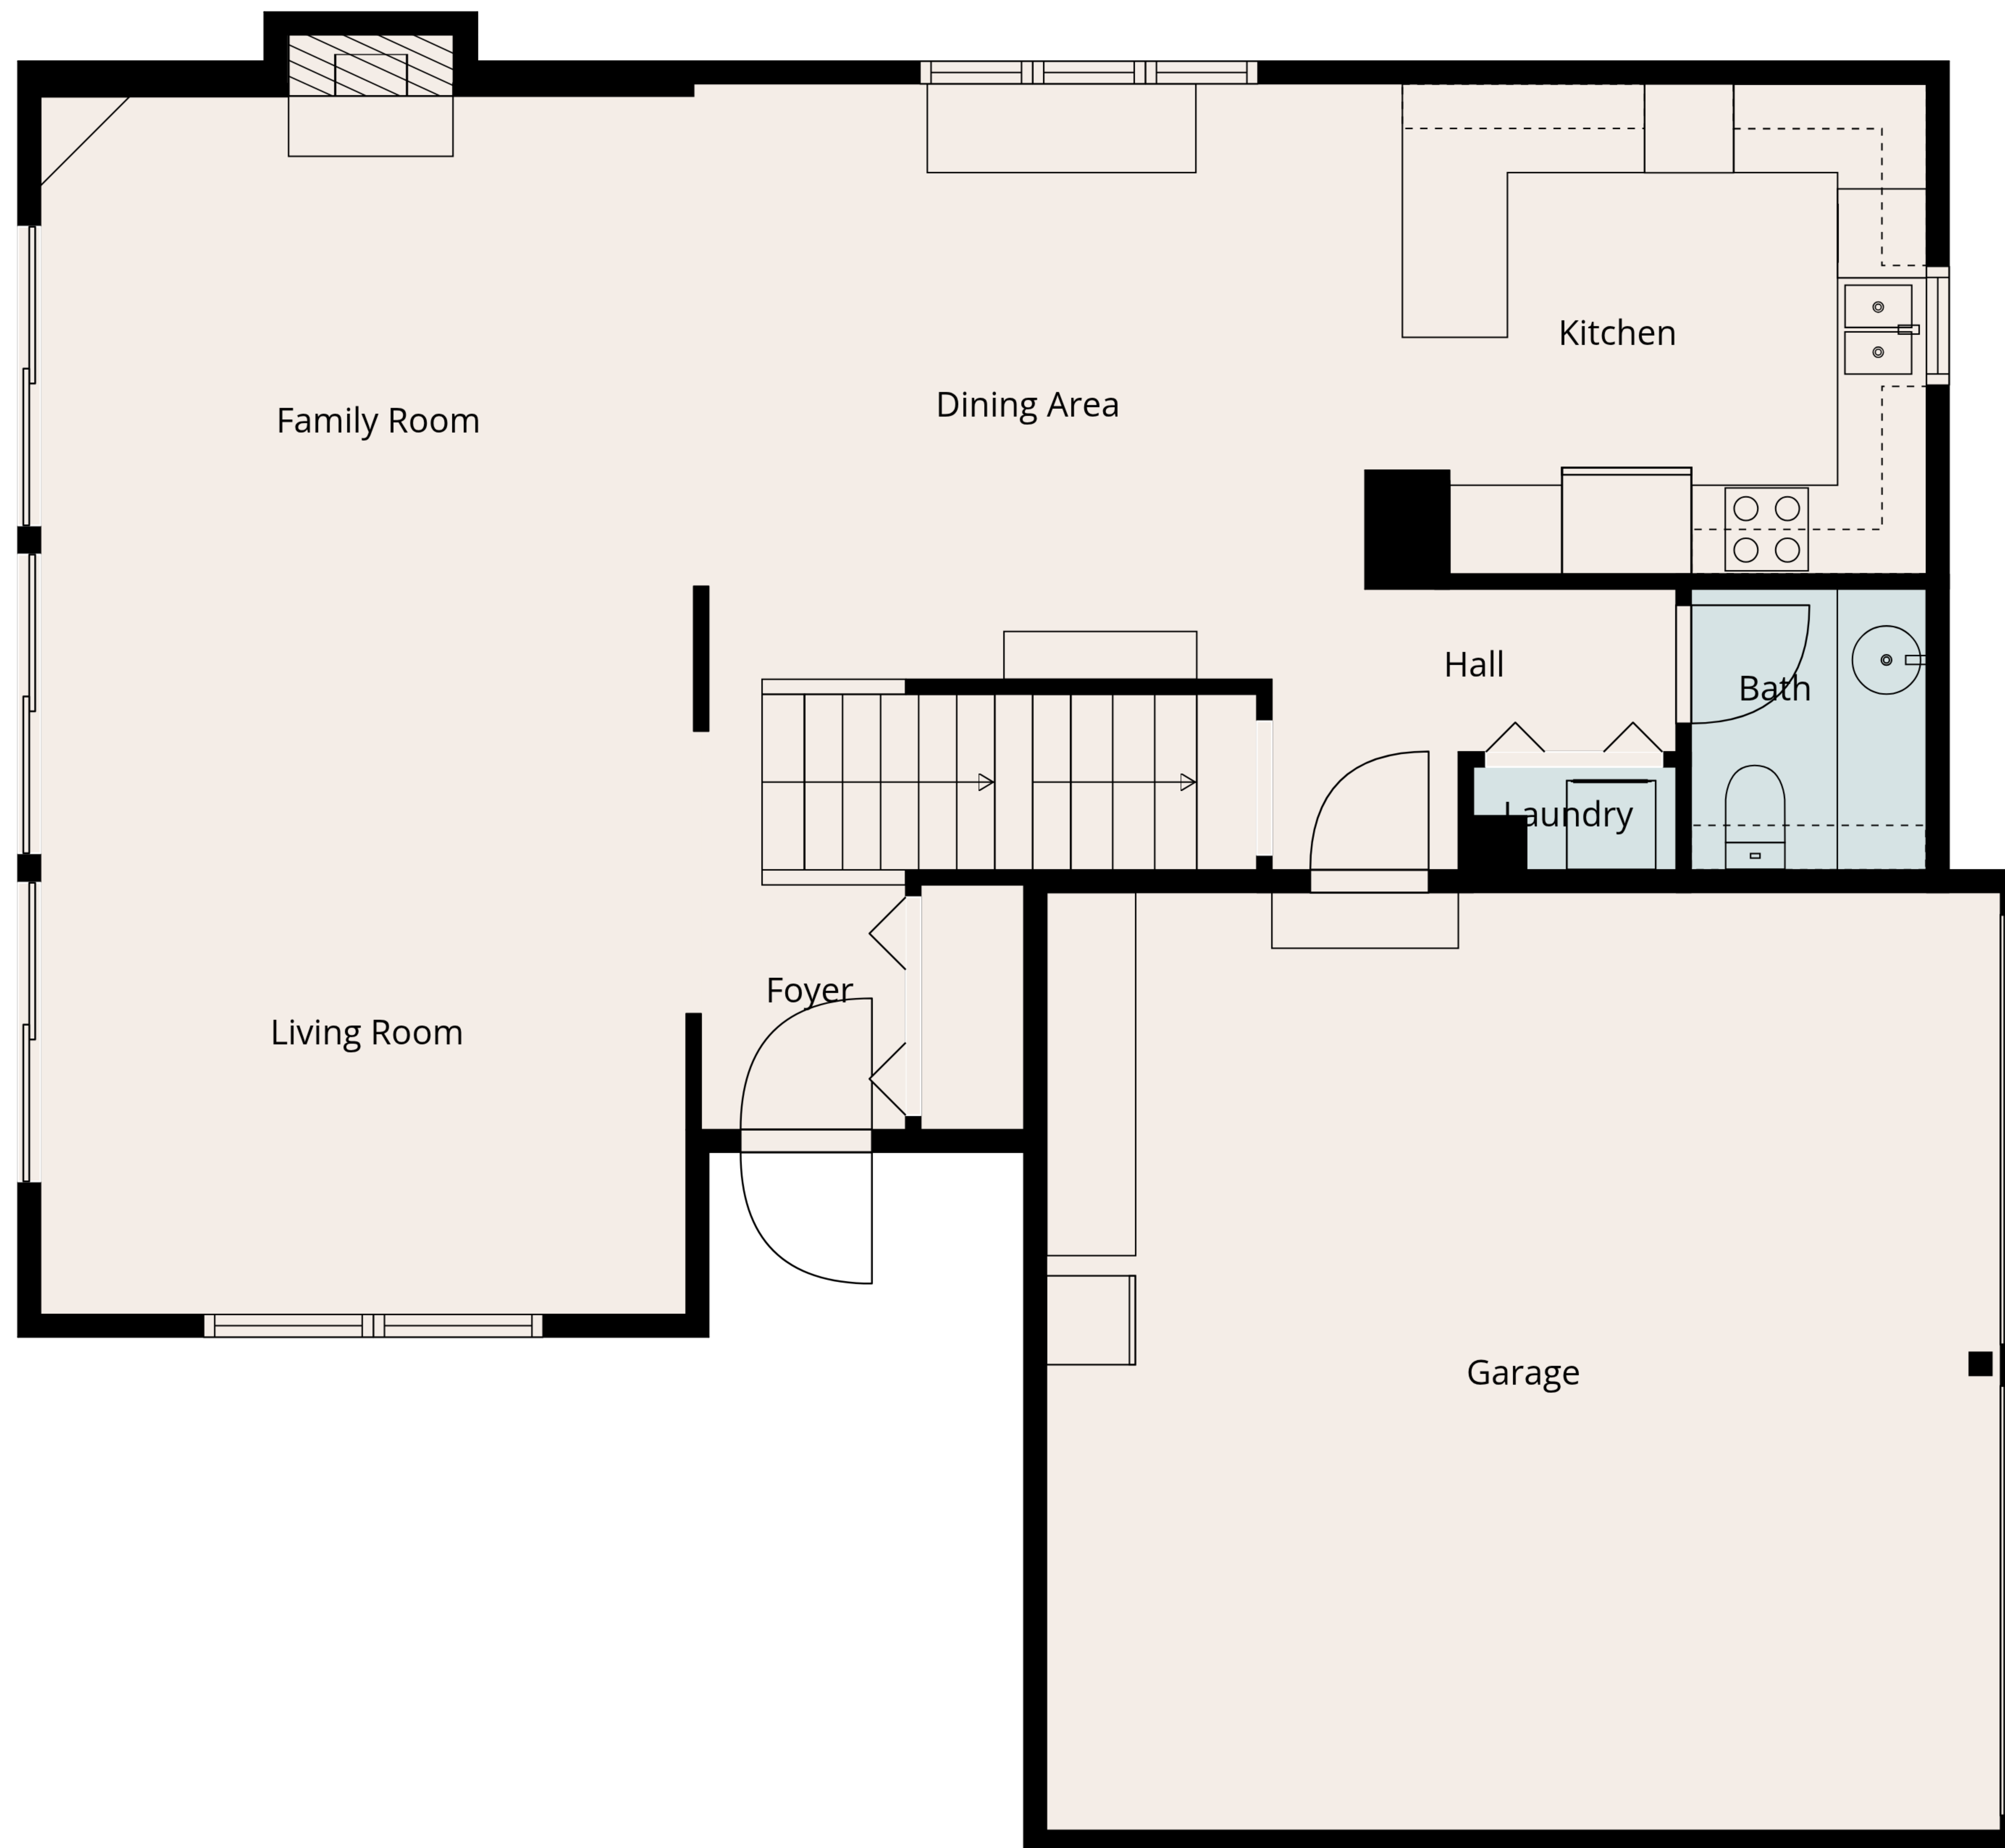 Kitchen
Dining Area
Family Room
Hall
Bath
Laundry
Foyer
Living Room
Garage